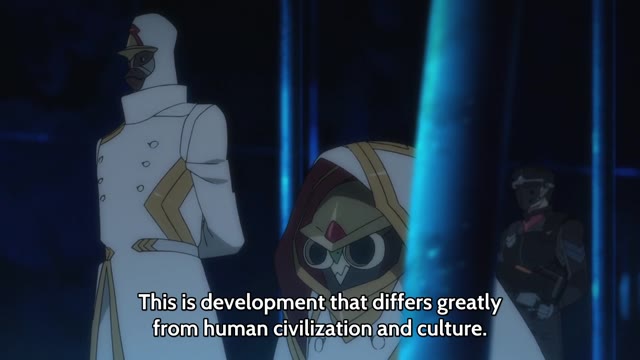 This is development that differs greatly
from human civilization and culture.